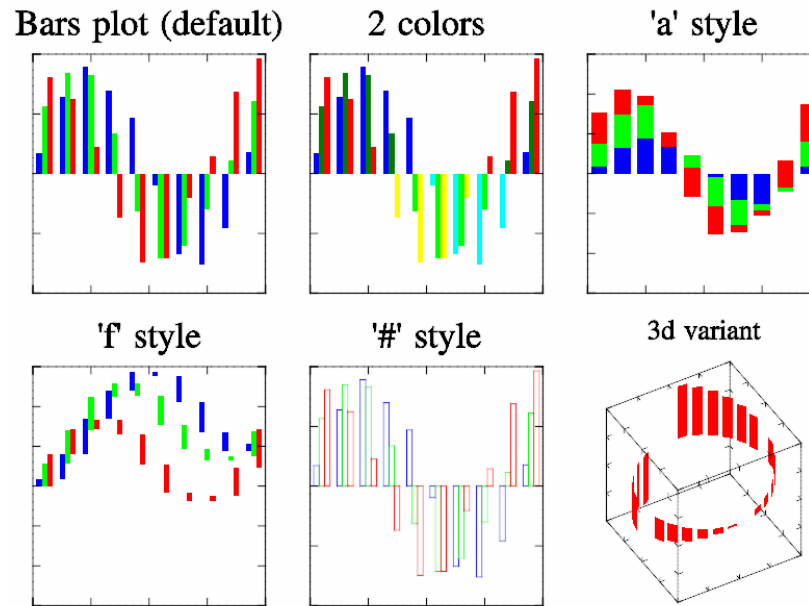 Bars plot (default)
2 colors
'a' style
'f' style
'#' style
3d variant